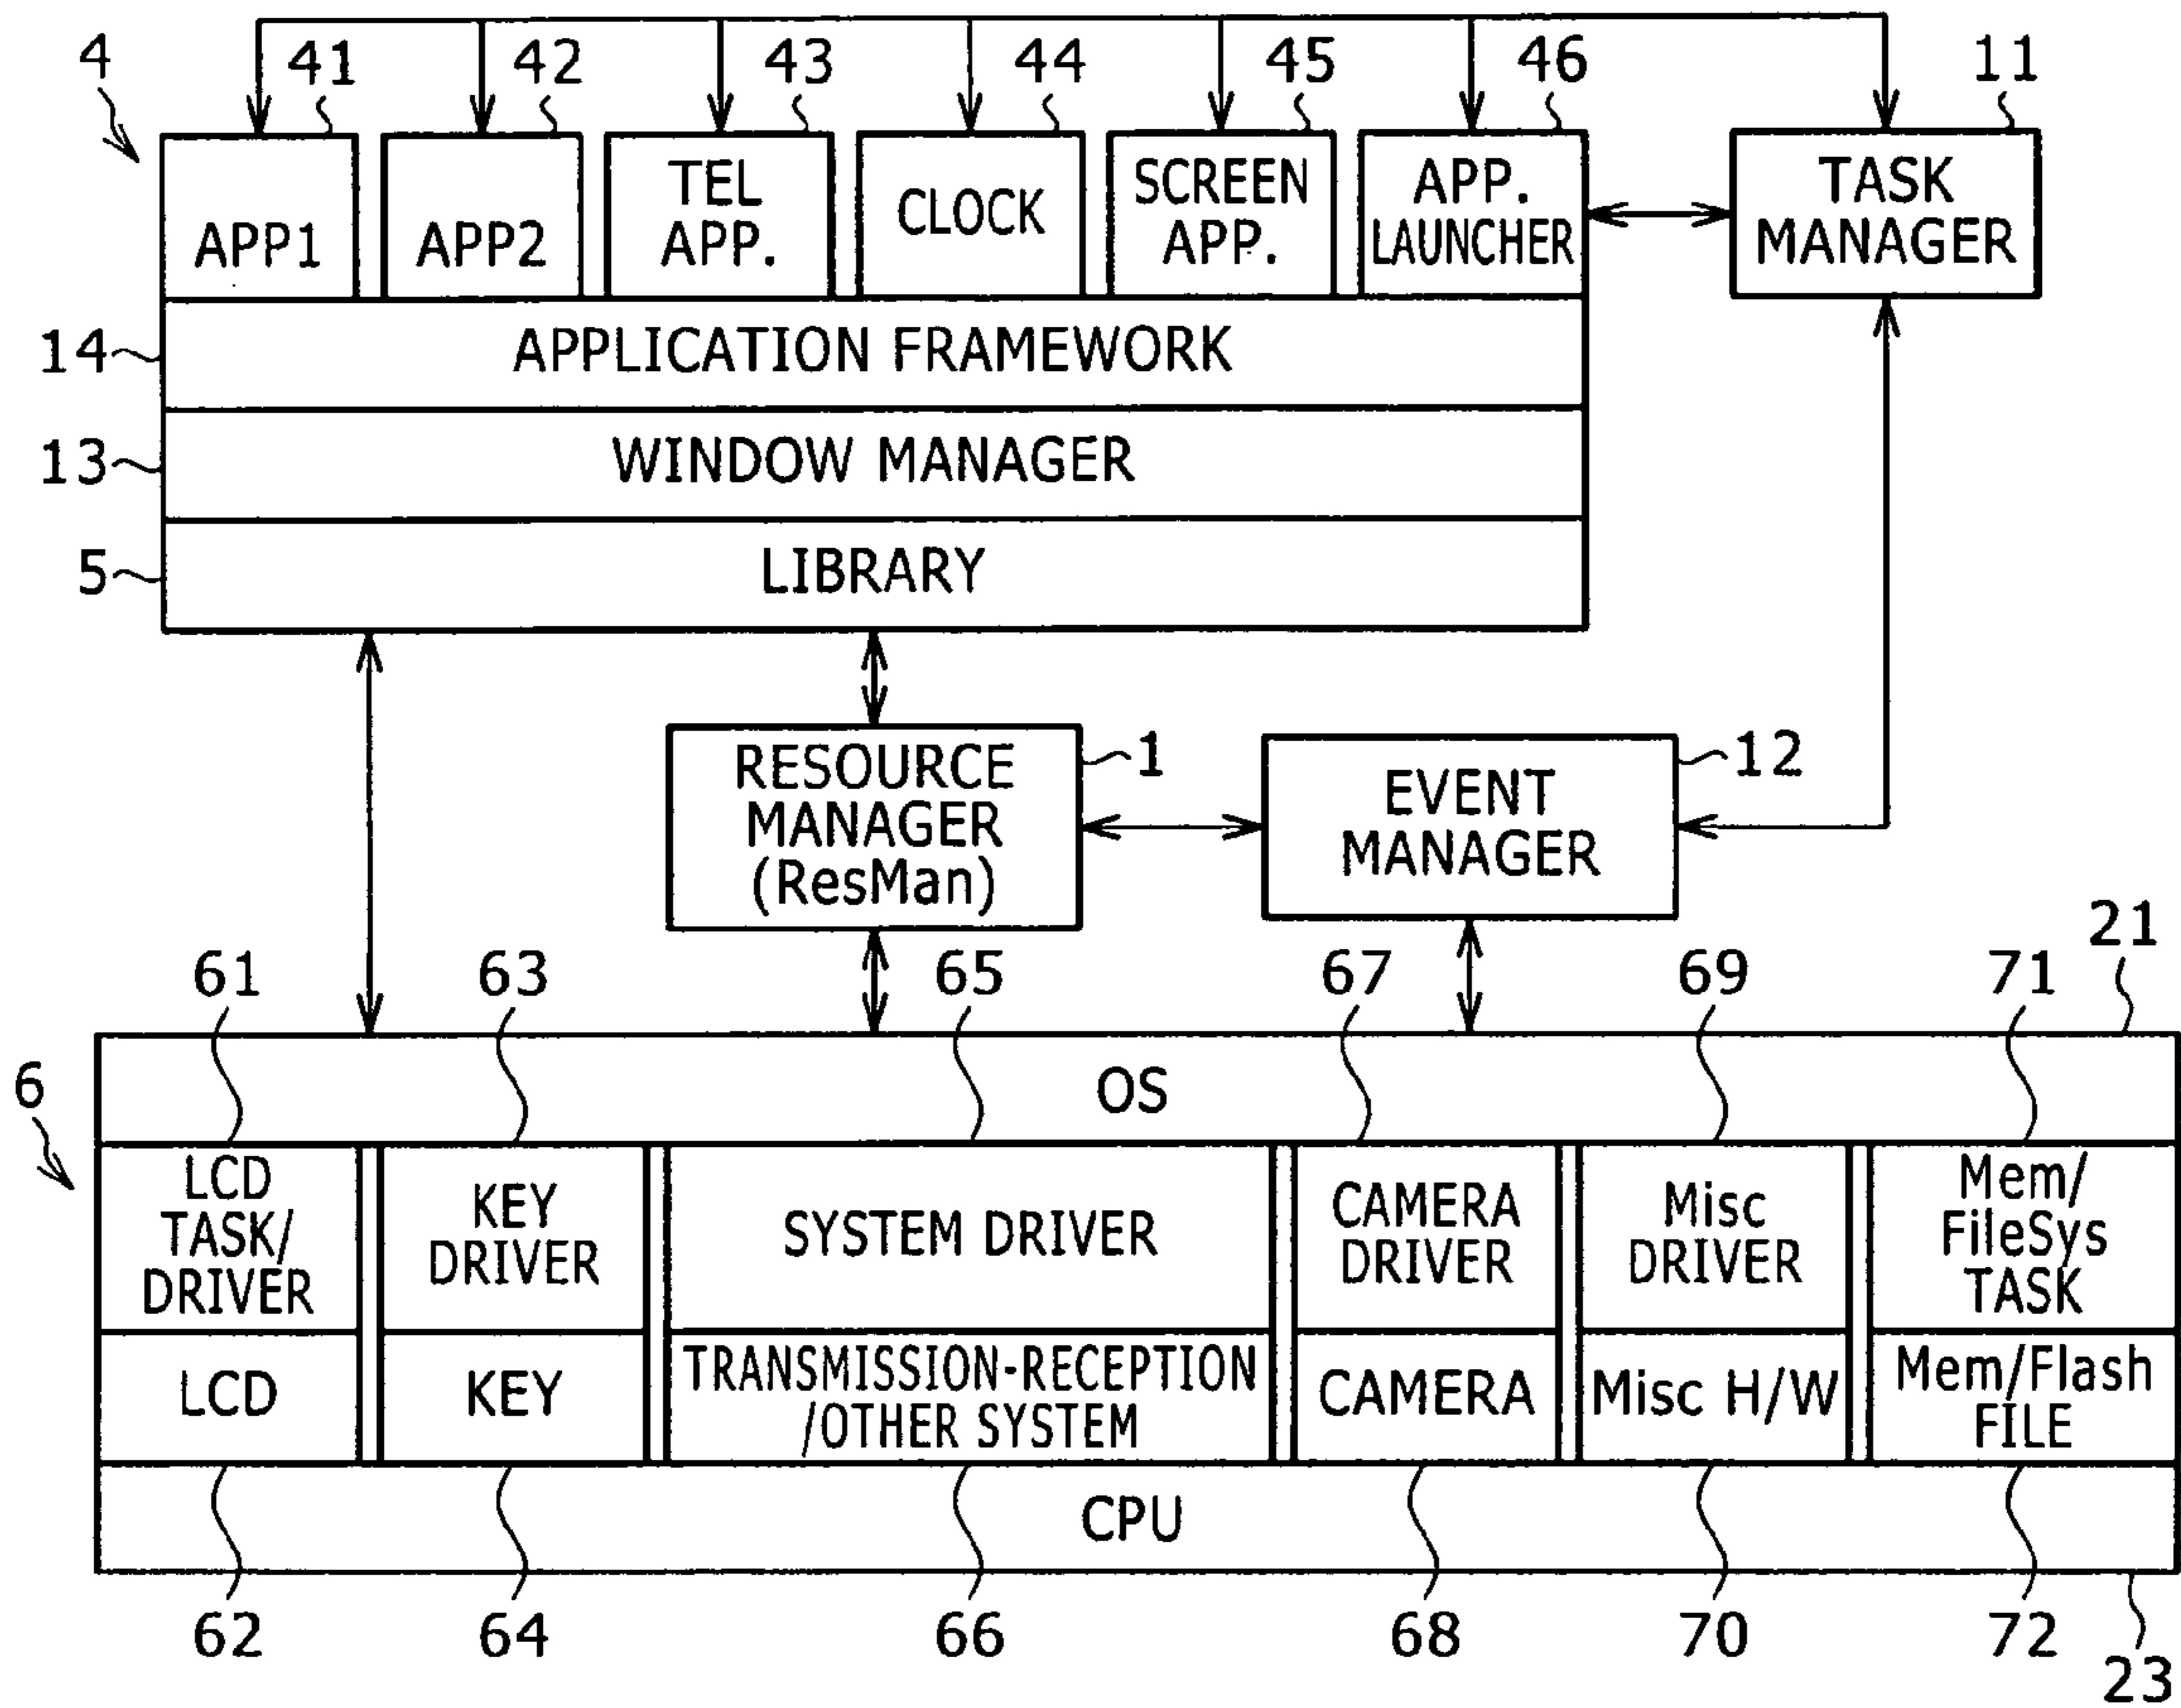 4
41
42
43
44
45
46
11
APP1
APP2
TEL
APP.
CLOCK
SCREEN
APP.
APP.
LAUNCHER
TASK
MANAGER
14
APPLICATION FRAMEWORK
13
WINDOW MANAGER
5
LIBRARY
RESOURCE
MANAGER
(ResMan)
1
EVENT
MANAGER
12
21
61
63
65
67
69
71
6
OS
LCD
TASK/
DRIVER
KEY
DRIVER
SYSTEM DRIVER
CAMERA
DRIVER
Misc
DRIVER
Mem/
FileSys
TASK
LCD
KEY
TRANSMISSION-RECEPTION
/OTHER SYSTEM
CAMERA
Misc H/W
Mem/Flash
FILE
CPU
62
64
66
68
70
72
23